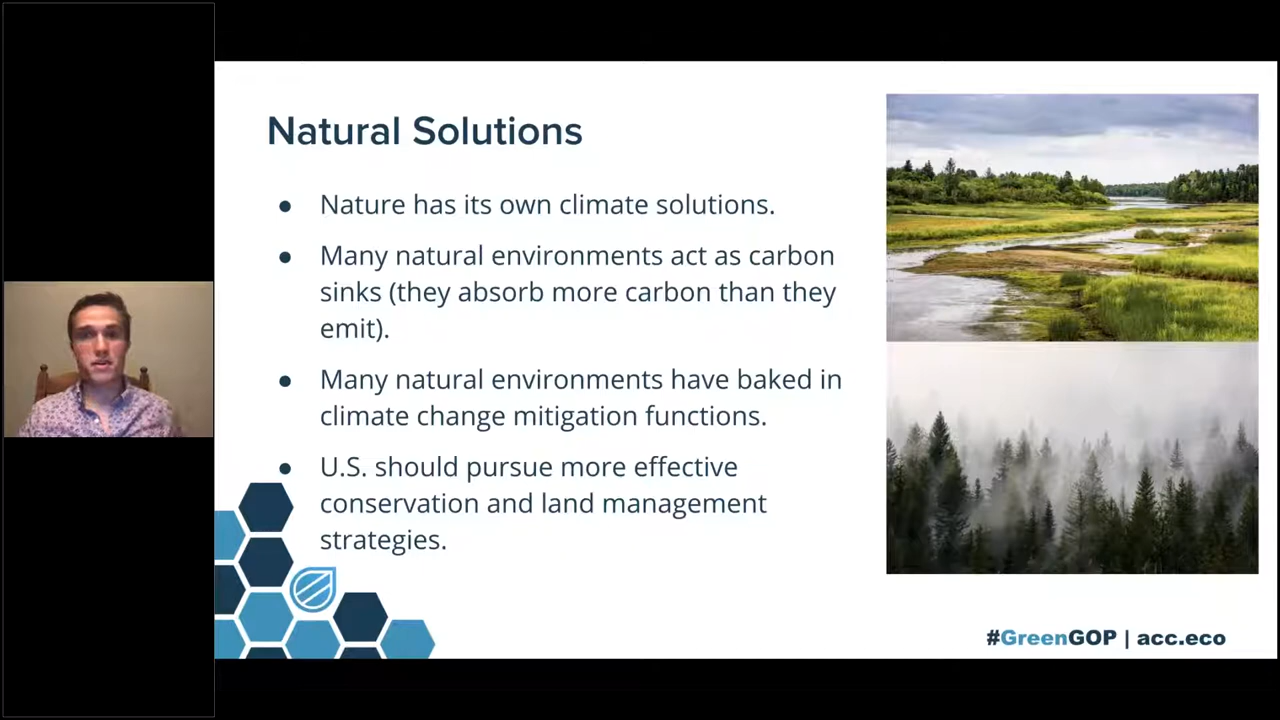 Natural Solutions
● Nature has its own climate solutions.
● Many natural environments act as carbon
sinks (they absorb more carbon than they
emit).
● Many natural environments have baked in
climate change mitigation functions.
● U.S. should pursue more effective
conservation and land management
strategies.
#GreenGOP | acc.eco